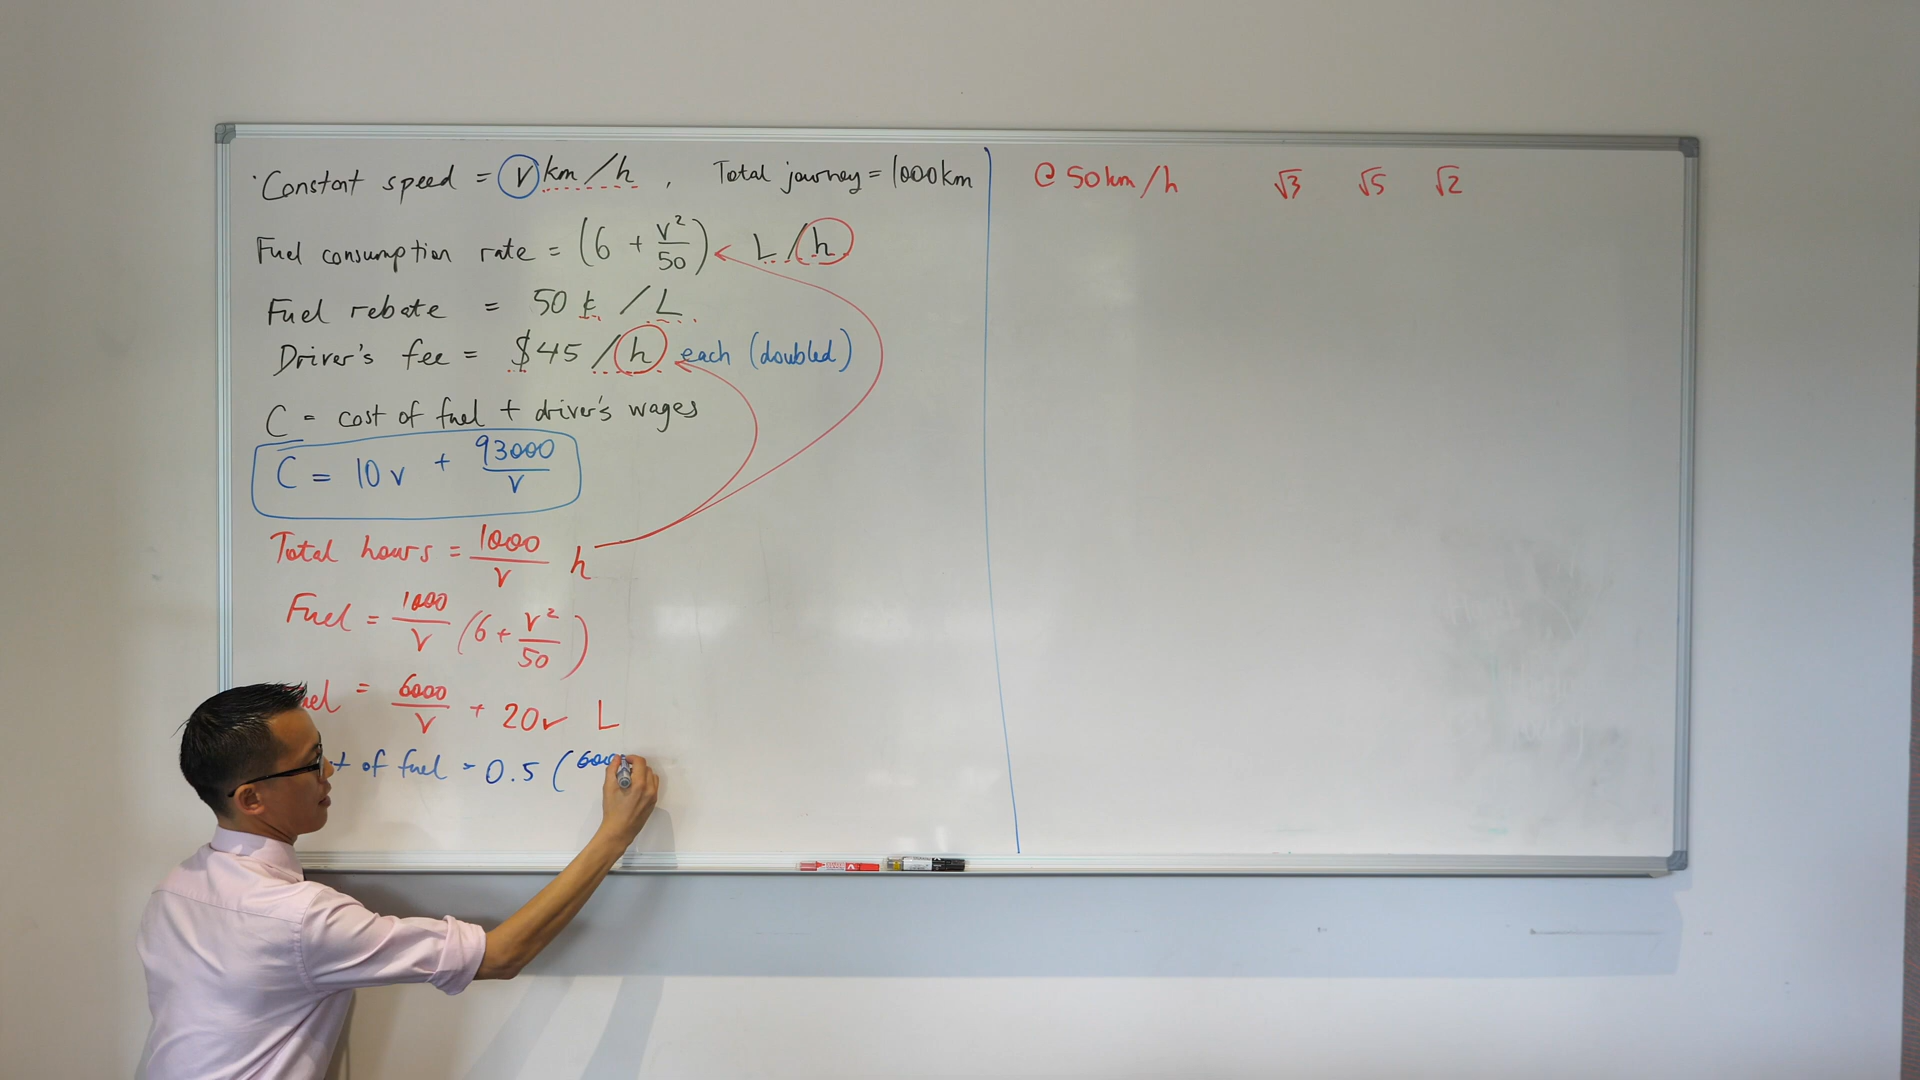 Constant speed = v km/h, Total journey = 1000km
Fuel consumption rate = (6 + v²/50) L/h
Fuel rebate = 50 ¢ / L
Driver's fee = $45 / h each (doubled)
C = cost of fuel + driver's wages
C = 10v + 93000/v
Total hours = 1000/v h
Fuel = 1000/v (6 + v²/50)
= 6000/v + 20v L
of fuel = 0.5 (
@ 50km/h √3 √5 √2